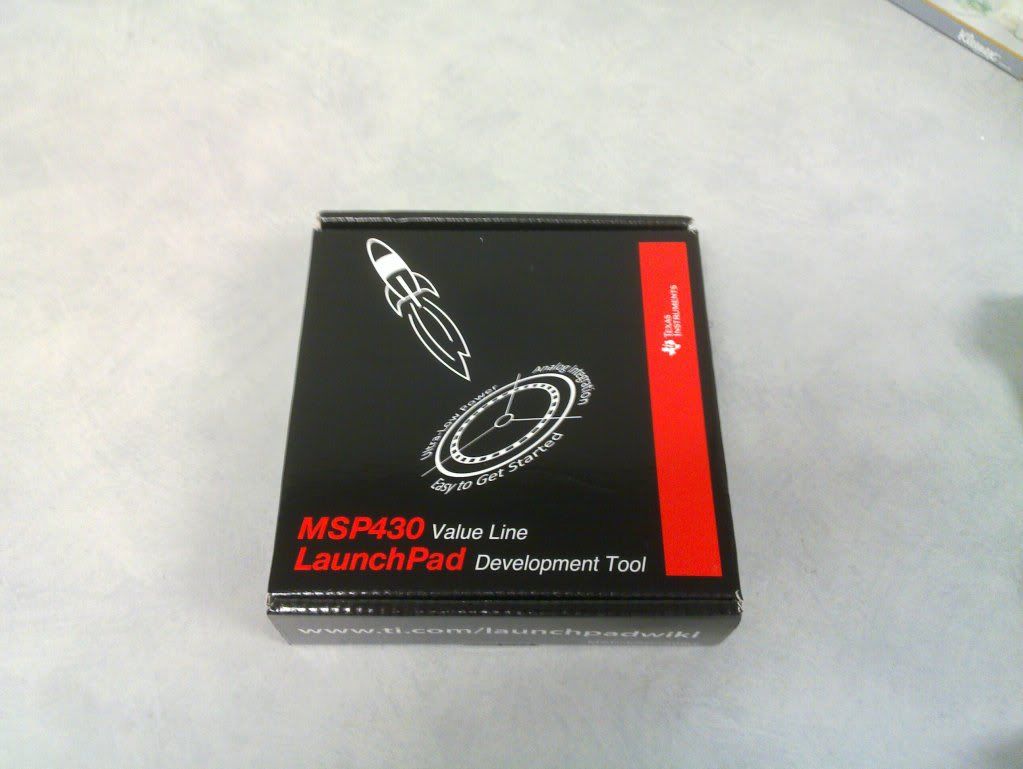 Kleenex
TEXAS
INSTRUMENTS
Ultra-Low Power
Analog Integration
Easy to Get Started
MSP430 Value Line
LaunchPad Development Tool
www.ti.com/launchpadwiki